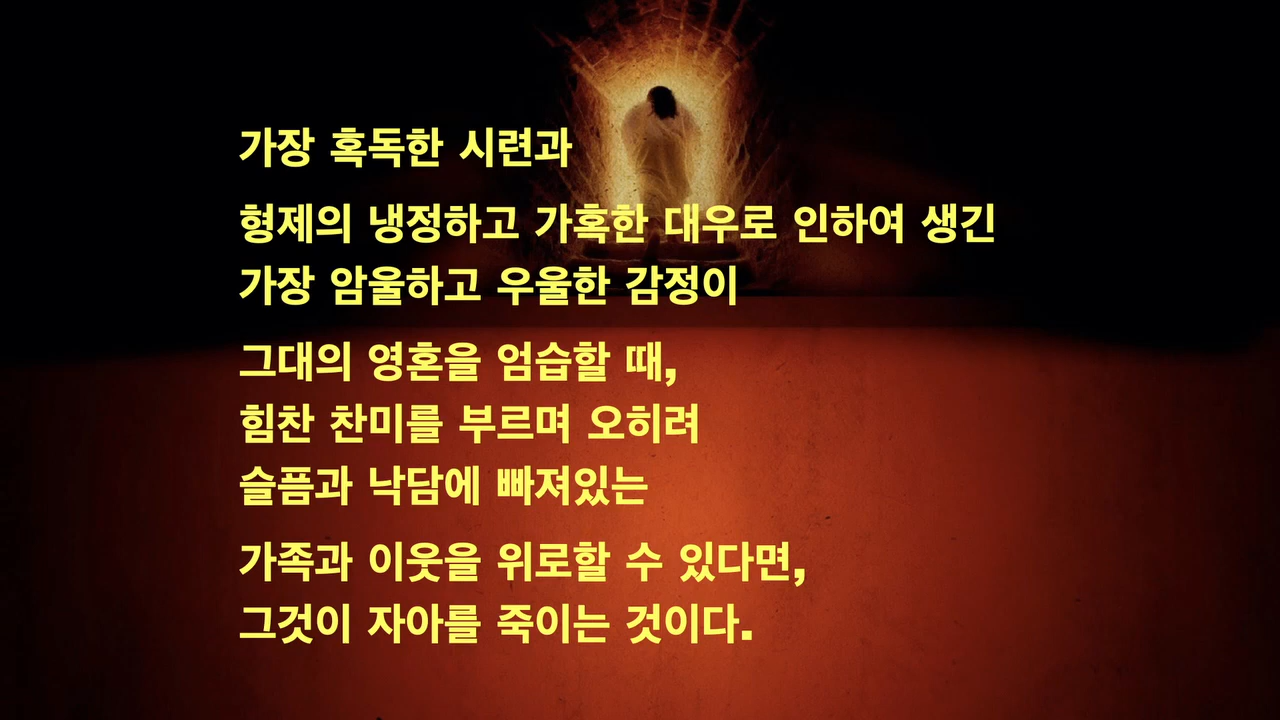 가장 혹독한 시련과
형제의 냉정하고 가혹한 대우로 인하여 생긴
가장 암울하고 우울한 감정이
그대의 영혼을 엄습할 때,
힘찬 찬미를 부르며 오히려
슬픔과 낙담에 빠져있는
가족과 이웃을 위로할 수 있다면,
그것이 자아를 죽이는 것이다.